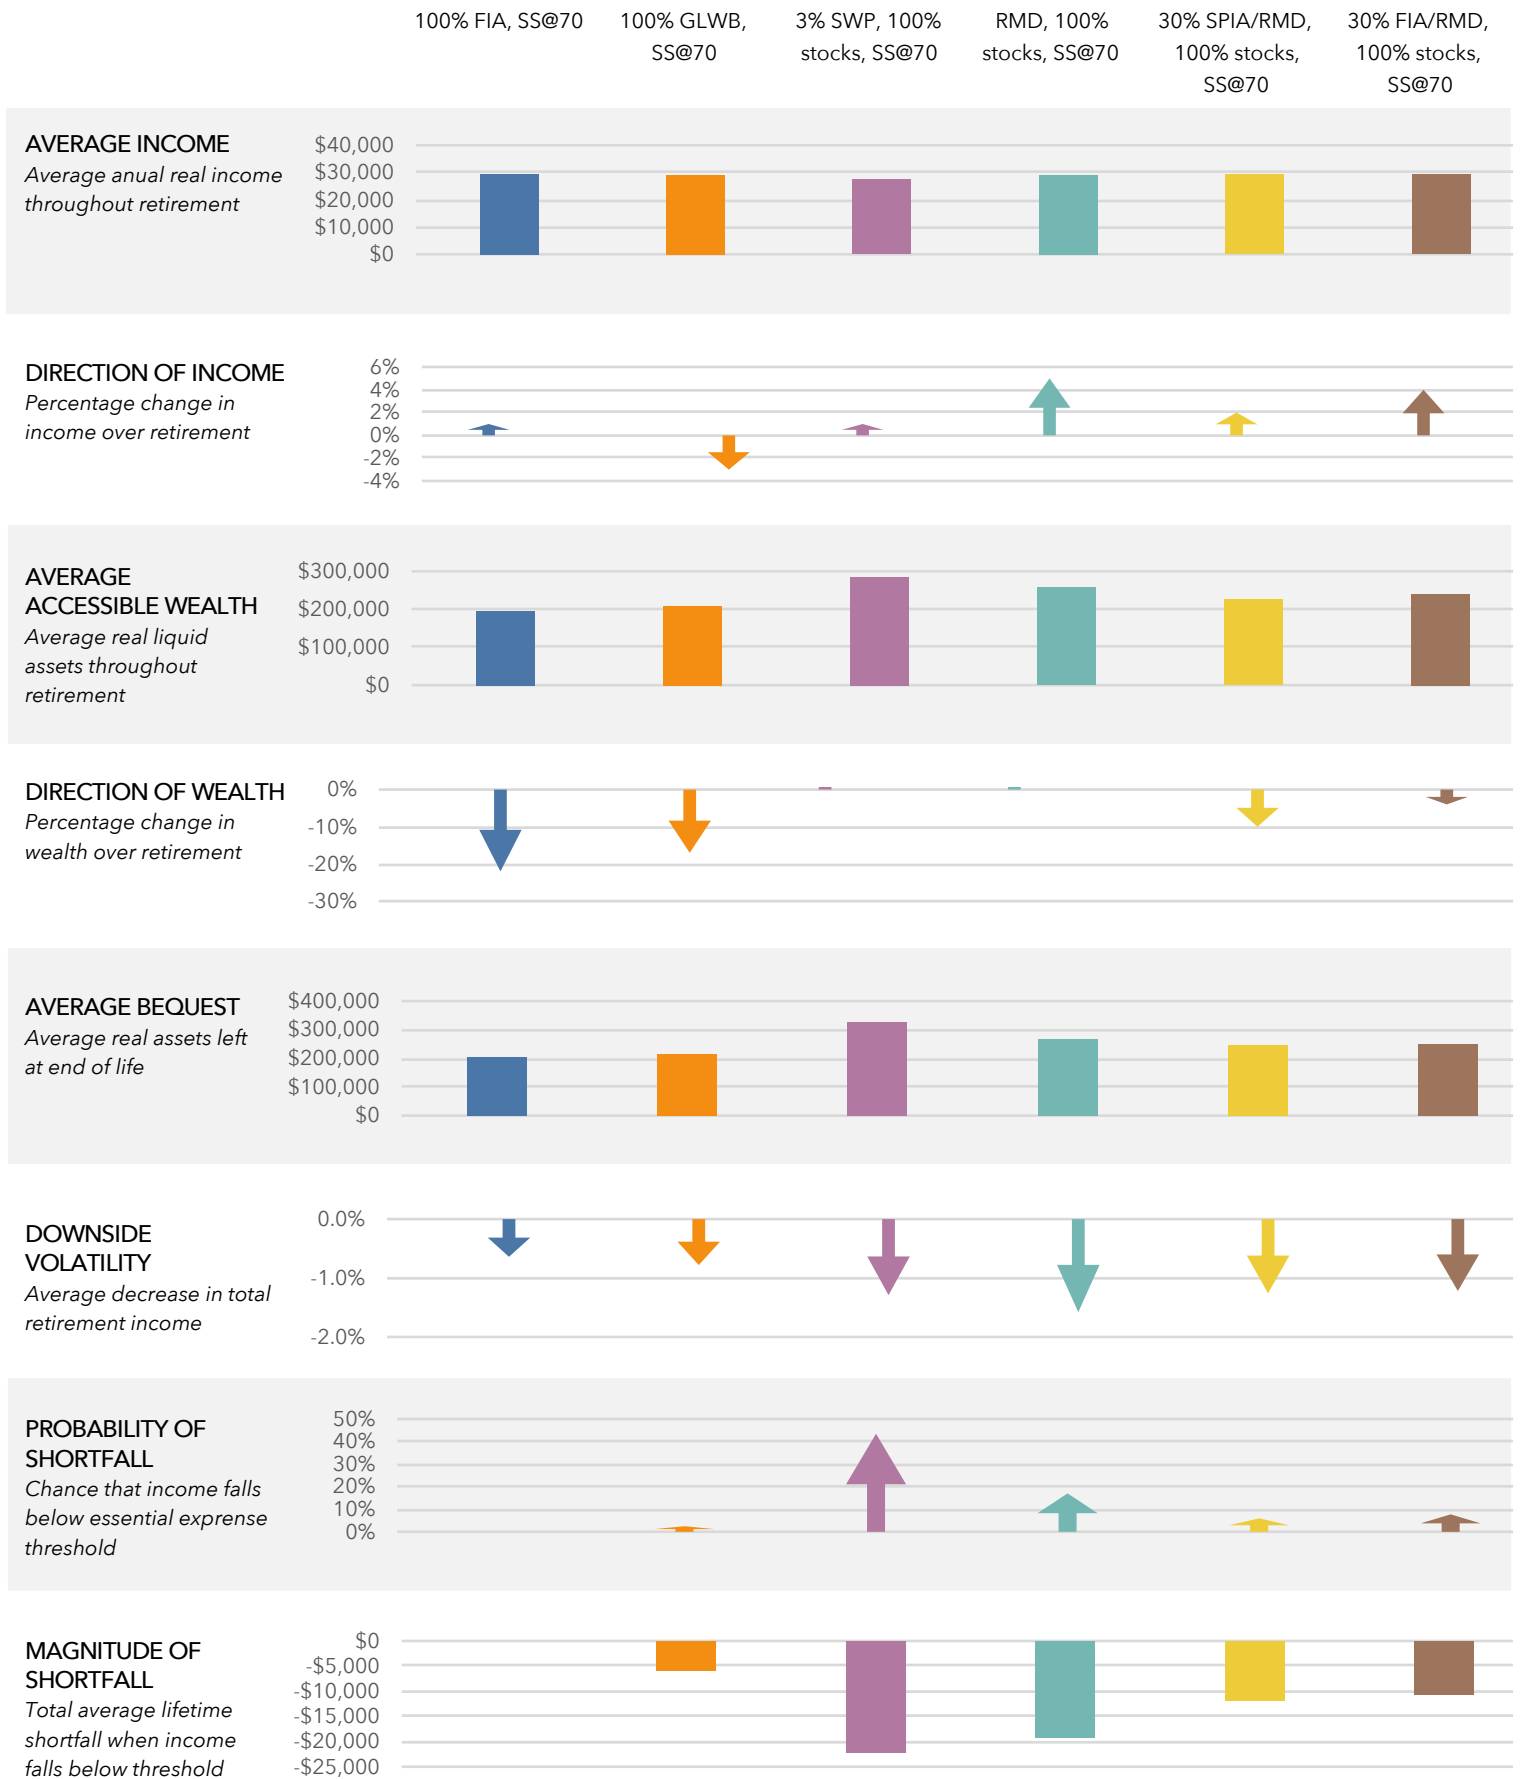 100% FIA, SS@70
100% GLWB,
SS@70
3% SWP, 100%
stocks, SS@70
RMD, 100%
stocks, SS@70
30% SPIA/RMD,
100% stocks,
SS@70
30% FIA/RMD,
100% stocks,
SS@70
AVERAGE INCOME
Average anual real income
throughout retirement
$40,000
$30,000
$20,000
$10,000
$0
DIRECTION OF INCOME
Percentage change in
income over retirement
6%
4%
2%
0%
-2%
-4%
AVERAGE
ACCESSIBLE WEALTH
Average real liquid
assets throughout
retirement
$300,000
$200,000
$100,000
$0
DIRECTION OF WEALTH
Percentage change in
wealth over retirement
0%
-10%
-20%
-30%
AVERAGE BEQUEST
Average real assets left
at end of life
$400,000
$300,000
$200,000
$100,000
$0
DOWNSIDE
VOLATILITY
Average decrease in total
retirement income
0.0%
-1.0%
-2.0%
PROBABILITY OF
SHORTFALL
Chance that income falls
below essential exprense
threshold
50%
40%
30%
20%
10%
0%
MAGNITUDE OF
SHORTFALL
Total average lifetime
shortfall when income
falls below threshold
$0
-$5,000
-$10,000
-$15,000
-$20,000
-$25,000